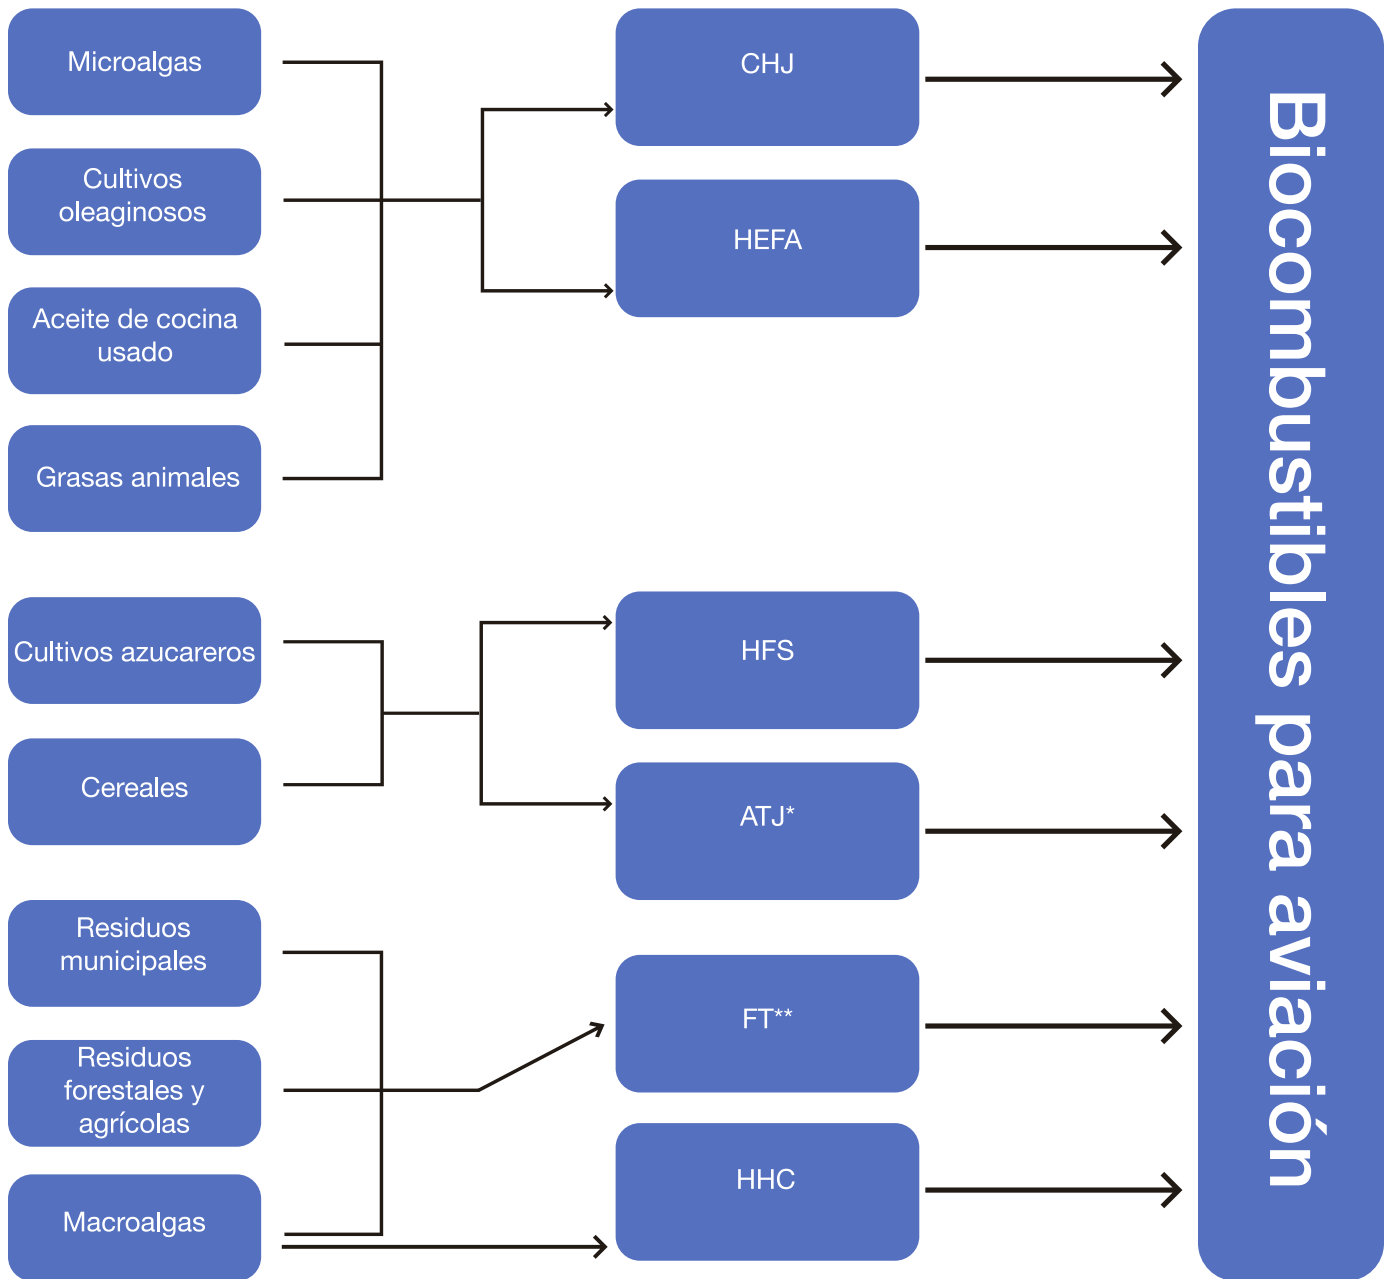 Microalgas
Cultivos
oleaginosos
Aceite de cocina
usado
Grasas animales
Cultivos azucareros
Cereales
Residuos
municipales
Residuos
forestales y
agrícolas
Macroalgas
CHJ
HEFA
HFS
ATJ*
FT**
HHC
Biocombustibles para aviación